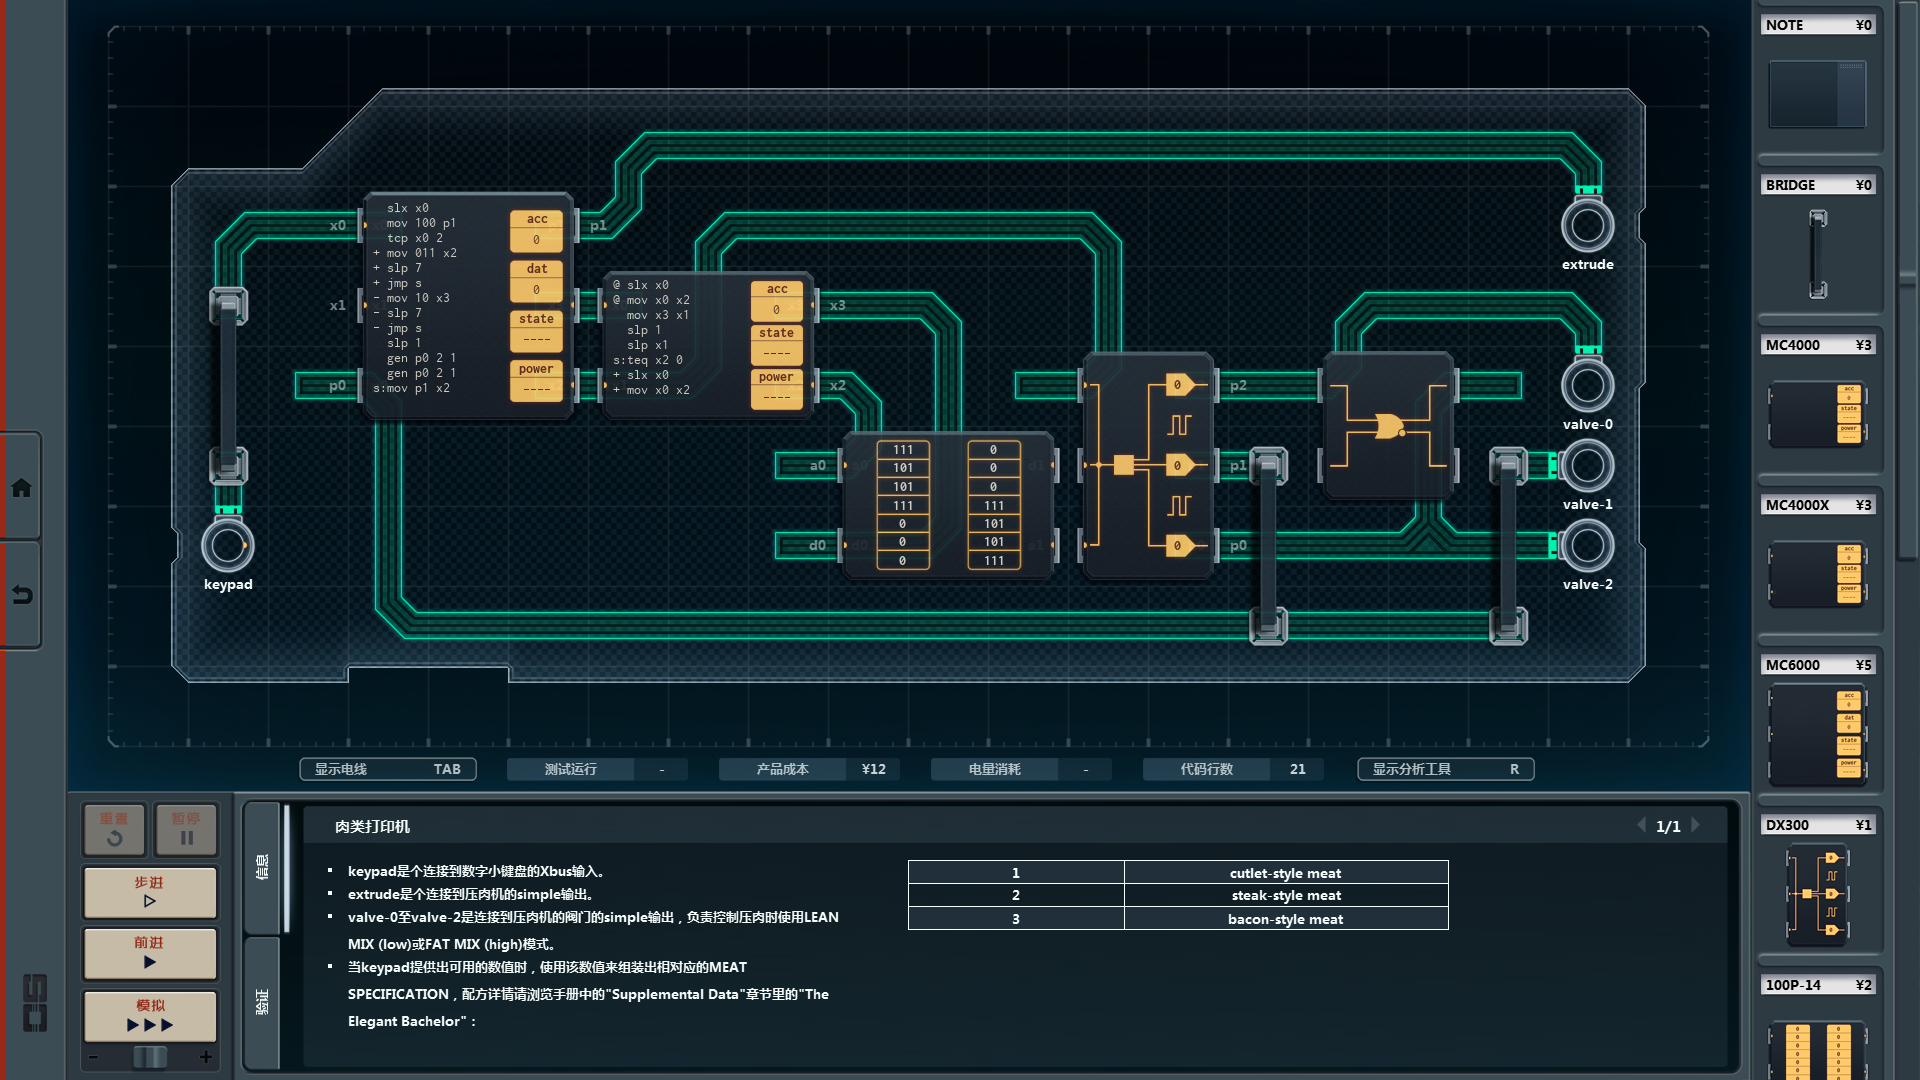 NOTE ¥0
BRIDGE ¥0
MC4000 ¥3
acc
0
state
----
power
----
MC4000X ¥3
acc
0
state
----
power
----
MC6000 ¥5
acc
0
dat
0
state
----
power
----
DX300 ¥1
100P-14 ¥2
x0
x1
p0
slx x0
mov 100 p1
tcp x0 2
+ mov 011 x2
+ slp 7
+ jmp s
- mov 10 x3
- slp 7
- jmp s
slp 1
gen p0 2 1
gen p0 2 1
s:mov p1 x2
acc
0
dat
0
state
----
power
----
p1
@ slx x0
@ mov x0 x2
mov x3 x1
slp 1
slp x1
s:teq x2 0
+ slx x0
+ mov x0 x2
acc
0
state
----
power
----
x3
x2
a0
d0
111 0
101 0
101 0
111 111
0 101
0 101
0 111
0
0
0
p2
p1
p0
keypad
extrude
valve-0
valve-1
valve-2
显示电线 TAB
测试运行 -
产品成本 ¥12
电量消耗 -
代码行数 21
显示分析工具 R
重置
暂停
步进
前进
模拟
- +
信息
验证
肉类打印机
1/1
▪ keypad是个连接到数字小键盘的Xbus输入。
▪ extrude是个连接到压肉机的simple输出。
▪ valve-0至valve-2是连接到压肉机的阀门的simple输出，负责控制压肉时使用LEAN
MIX (low)或FAT MIX (high)模式。
▪ 当keypad提供出可用的数值时，使用该数值来组装出相对应的MEAT
SPECIFICATION，配方详情请浏览手册中的"Supplemental Data"章节里的"The
Elegant Bachelor"：
1 cutlet-style meat
2 steak-style meat
3 bacon-style meat